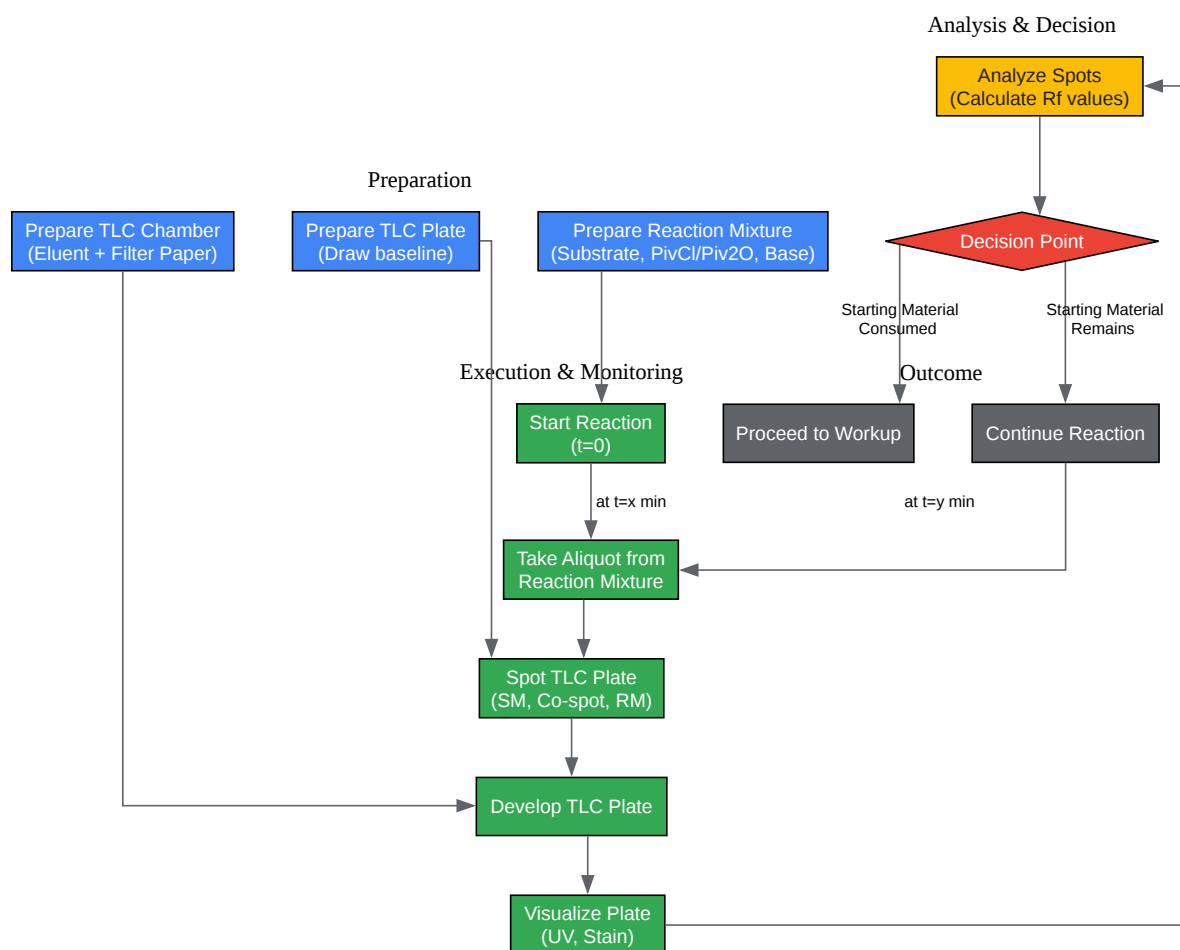 Analysis & Decision
Analyze Spots
(Calculate Rf values)
Preparation
Prepare TLC Chamber
(Eluent + Filter Paper)
Prepare TLC Plate
(Draw baseline)
Prepare Reaction Mixture
(Substrate, PivCl/Piv2O, Base)
Decision Point
Starting Material
Consumed
Starting Material
Remains
Execution & Monitoring
Outcome
Start Reaction
(t=0)
Proceed to Workup
Continue Reaction
at t=x min
at t=y min
Take Aliquot from
Reaction Mixture
Spot TLC Plate
(SM, Co-spot, RM)
Develop TLC Plate
Visualize Plate
(UV, Stain)